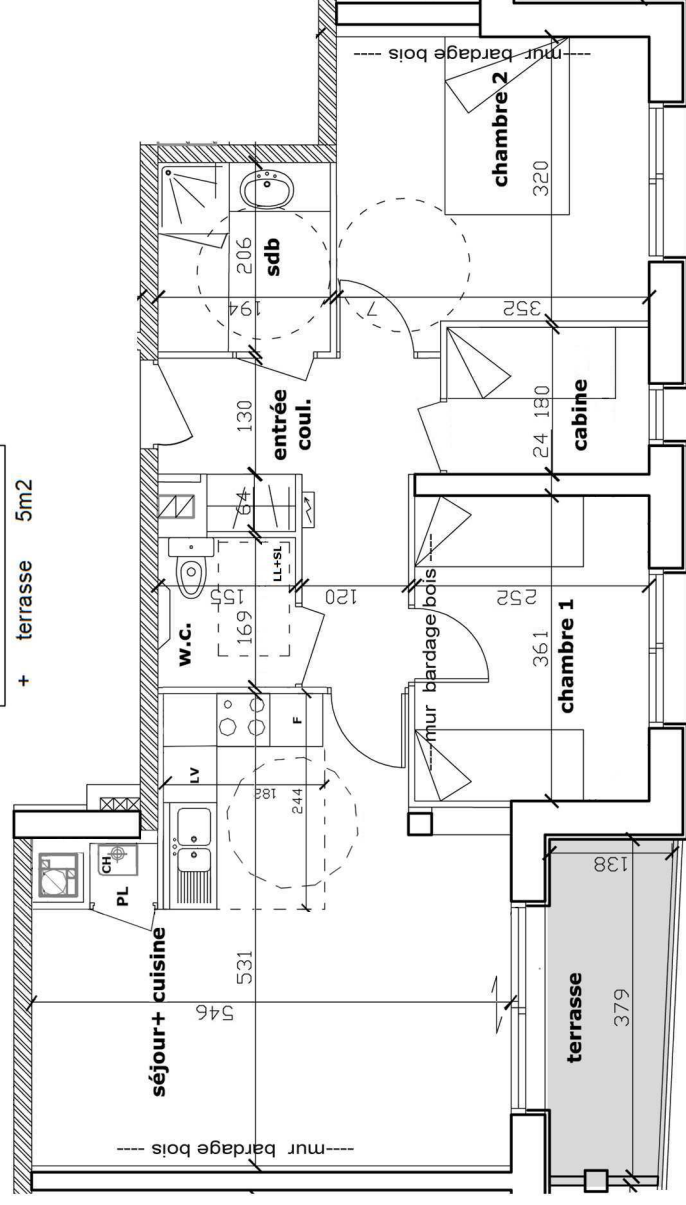 + terrasse 5m2
---- mur bardage bois ----
séjour+ cuisine
546
531
PL
CH
LV
182
244
F
w.c.
155
169
LL+SL
64
120
entrée
coul.
130
sdb
206
194
7
chambre 2
320
352
---- mur bardage bois ----
cabine
24
180
chambre 1
361
252
---- mur bardage bois ----
terrasse
379
138